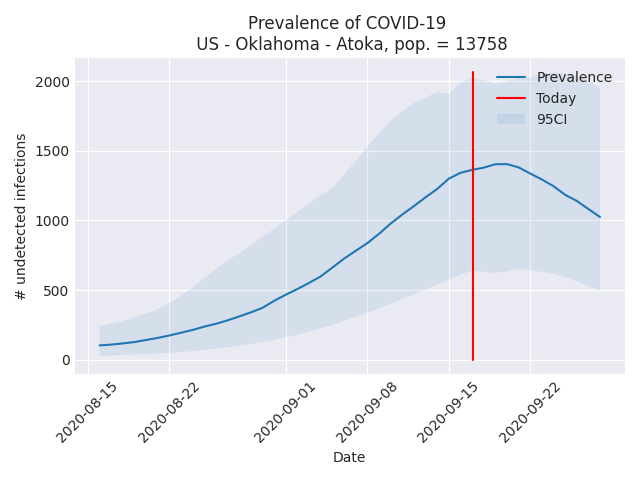 Prevalence of COVID-19
US - Oklahoma - Atoka, pop. = 13758
# undetected infections
2000
1500
1000
500
0
Prevalence
Today
95CI
2020-08-15
2020-08-22
2020-09-01
2020-09-08
2020-09-15
2020-09-22
Date